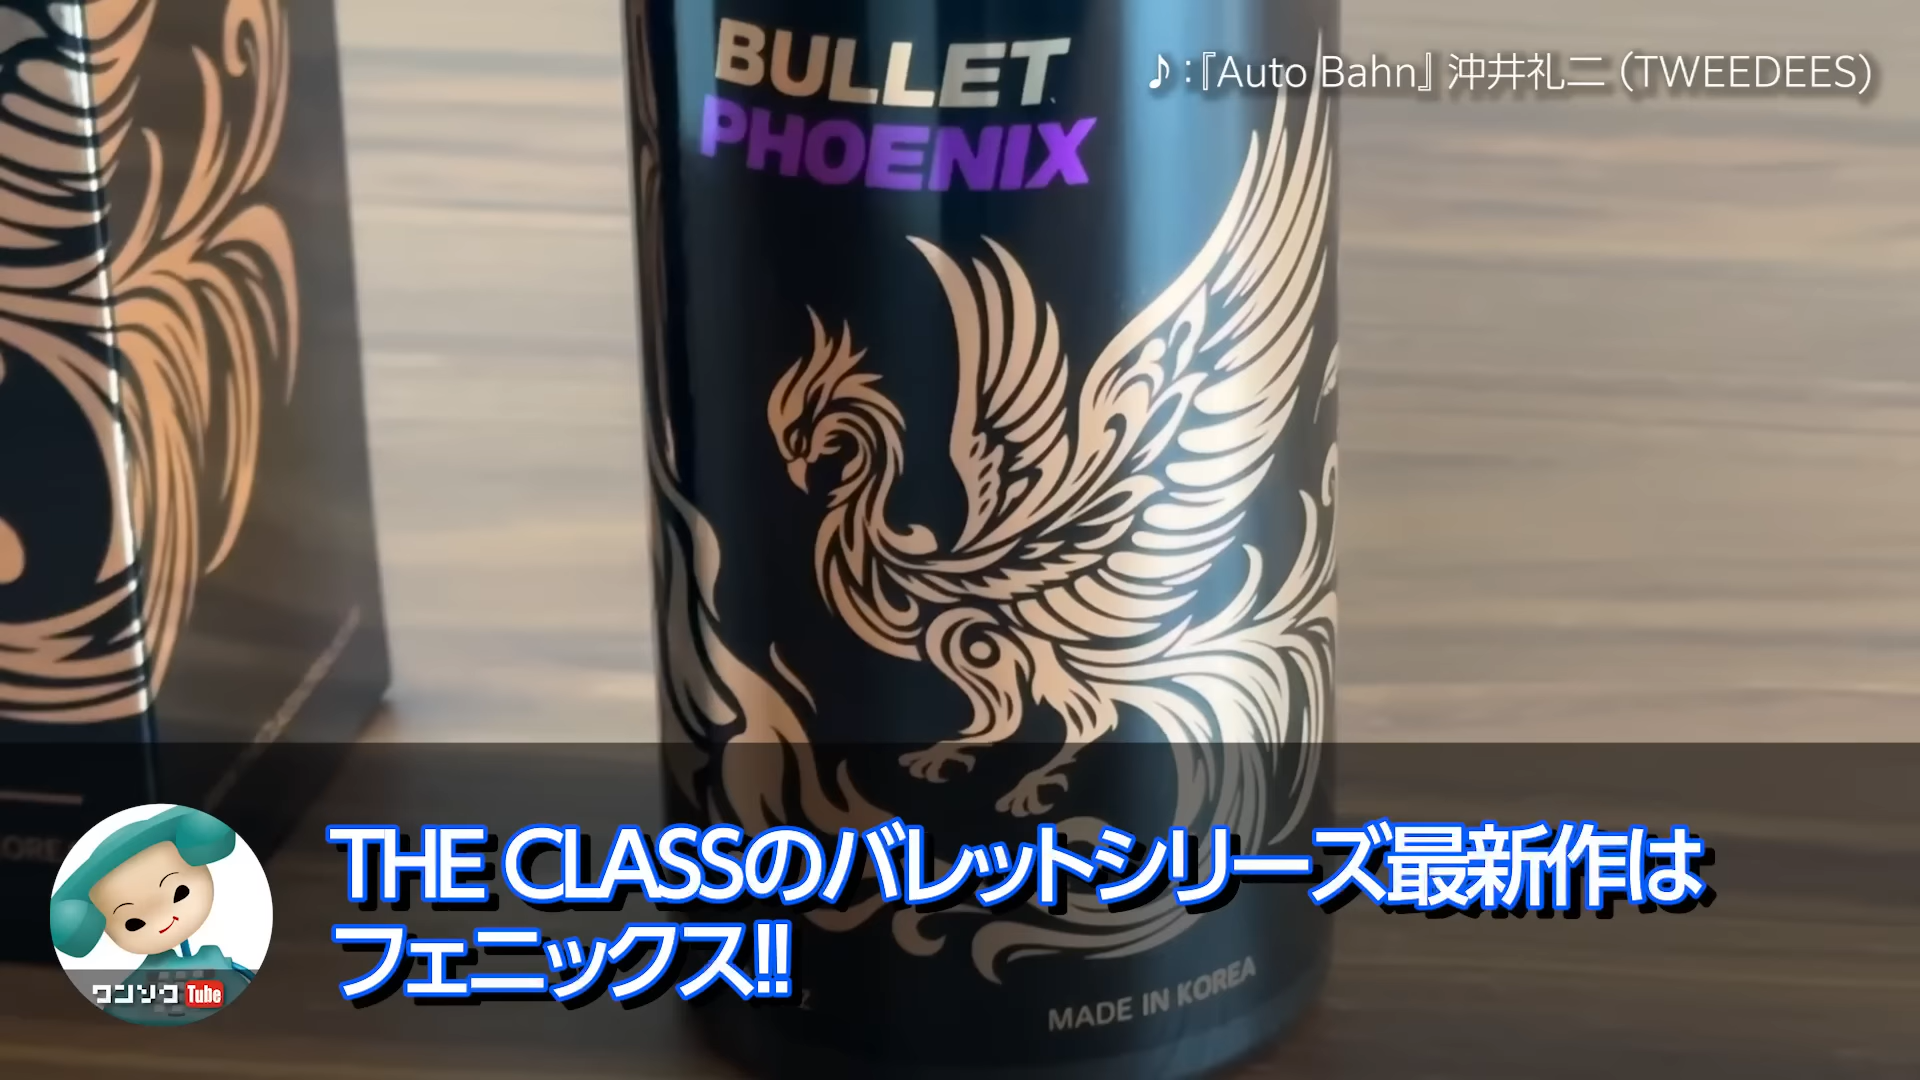 ♪：『Auto Bahn』 沖井礼二（TWEEDEES）
BULLET
PHOENIX
THE CLASSのバレットシリーズ最新作は
フェニックス!!
MADE IN KOREA
ワンソクTube